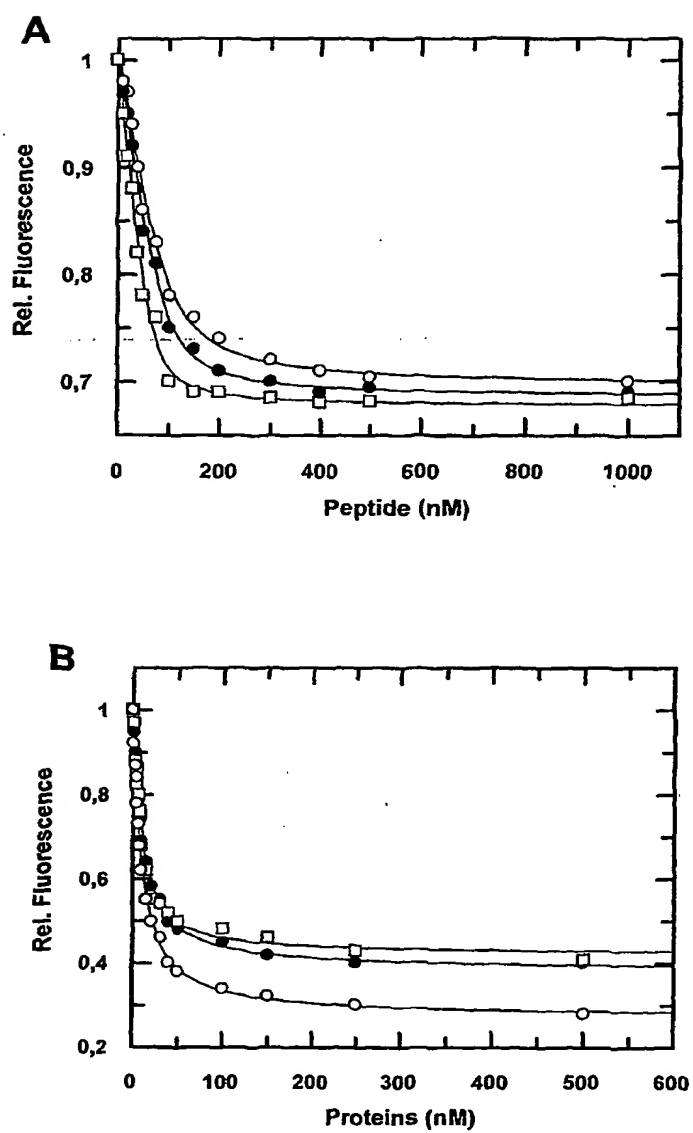 A
1
0,9
0,8
0,7
Rel. Fluorescence
0 200 400 600 800 1000
Peptide (nM)
B
1
0,8
0,6
0,4
0,2
Rel. Fluorescence
0 100 200 300 400 500 600
Proteins (nM)